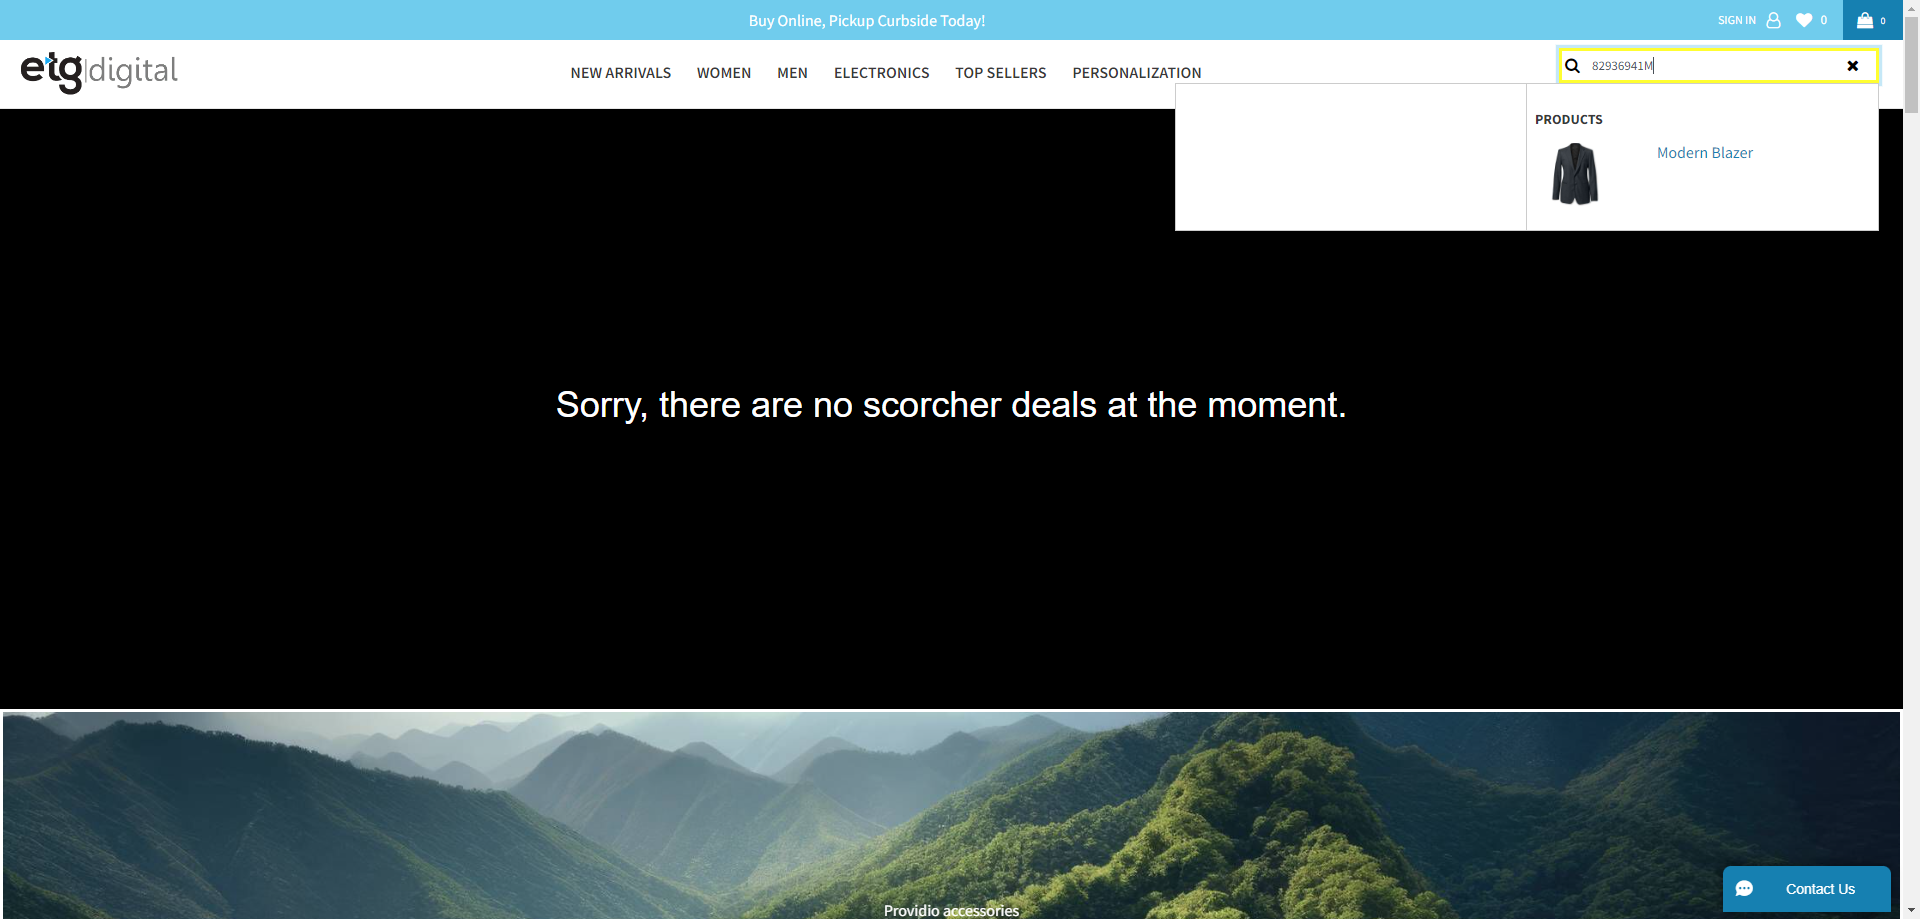 Buy Online, Pickup Curbside Today!
SIGN IN 0 0
etg|digital
NEW ARRIVALS WOMEN MEN ELECTRONICS TOP SELLERS PERSONALIZATION
82936941M
PRODUCTS
Modern Blazer
Sorry, there are no scorcher deals at the moment.
Providio accessories
Contact Us